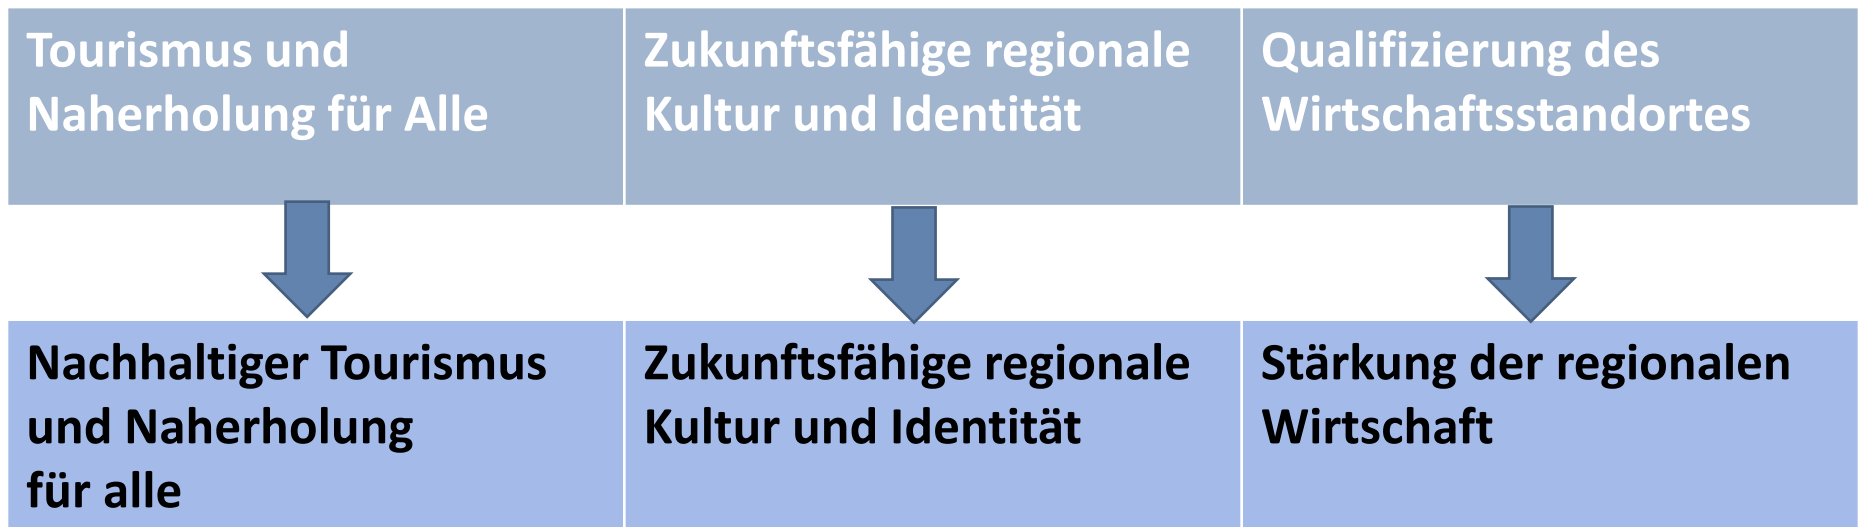 Tourismus und
Naherholung für Alle
Zukunftsfähige regionale
Kultur und Identität
Qualifizierung des
Wirtschaftsstandortes
Nachhaltiger Tourismus
und Naherholung
für alle
Zukunftsfähige regionale
Kultur und Identität
Stärkung der regionalen
Wirtschaft